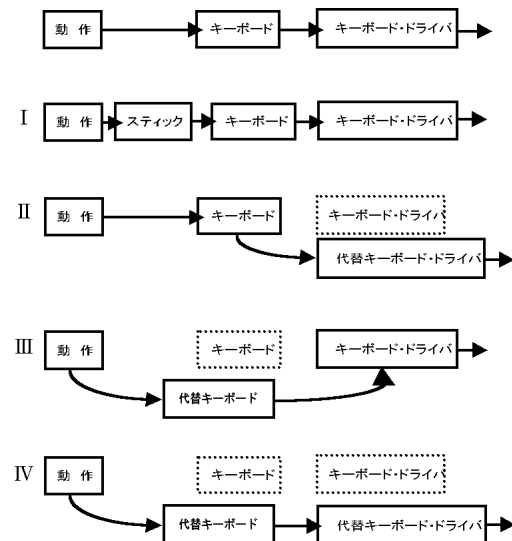 動 作 キーボード キーボード・ドライバ
I 動 作 スティック キーボード キーボード・ドライバ
II 動 作 キーボード キーボード・ドライバ
代替キーボード・ドライバ
III 動 作 キーボード キーボード・ドライバ
代替キーボード
IV 動 作 キーボード キーボード・ドライバ
代替キーボード 代替キーボード・ドライバ